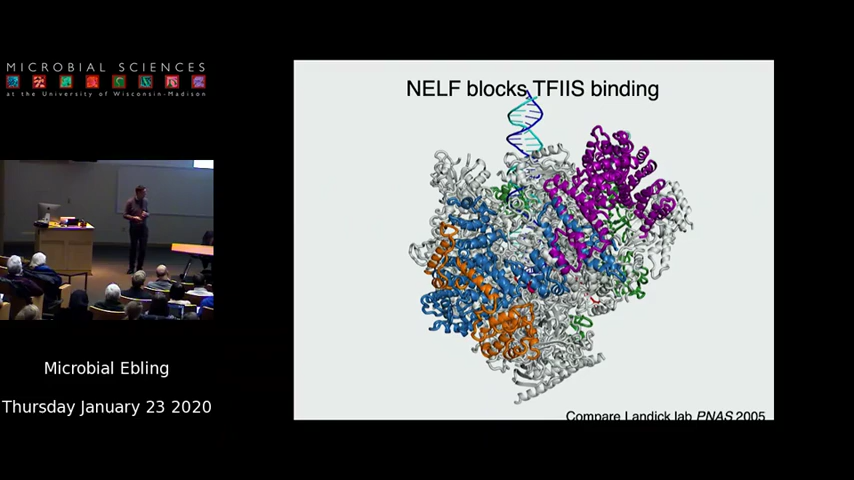 MICROBIAL SCIENCES
at the University of Wisconsin-Madison
NELF blocks TFIIS binding
Microbial Ebling
Thursday January 23 2020
Compare Landick lab PNAS 2005